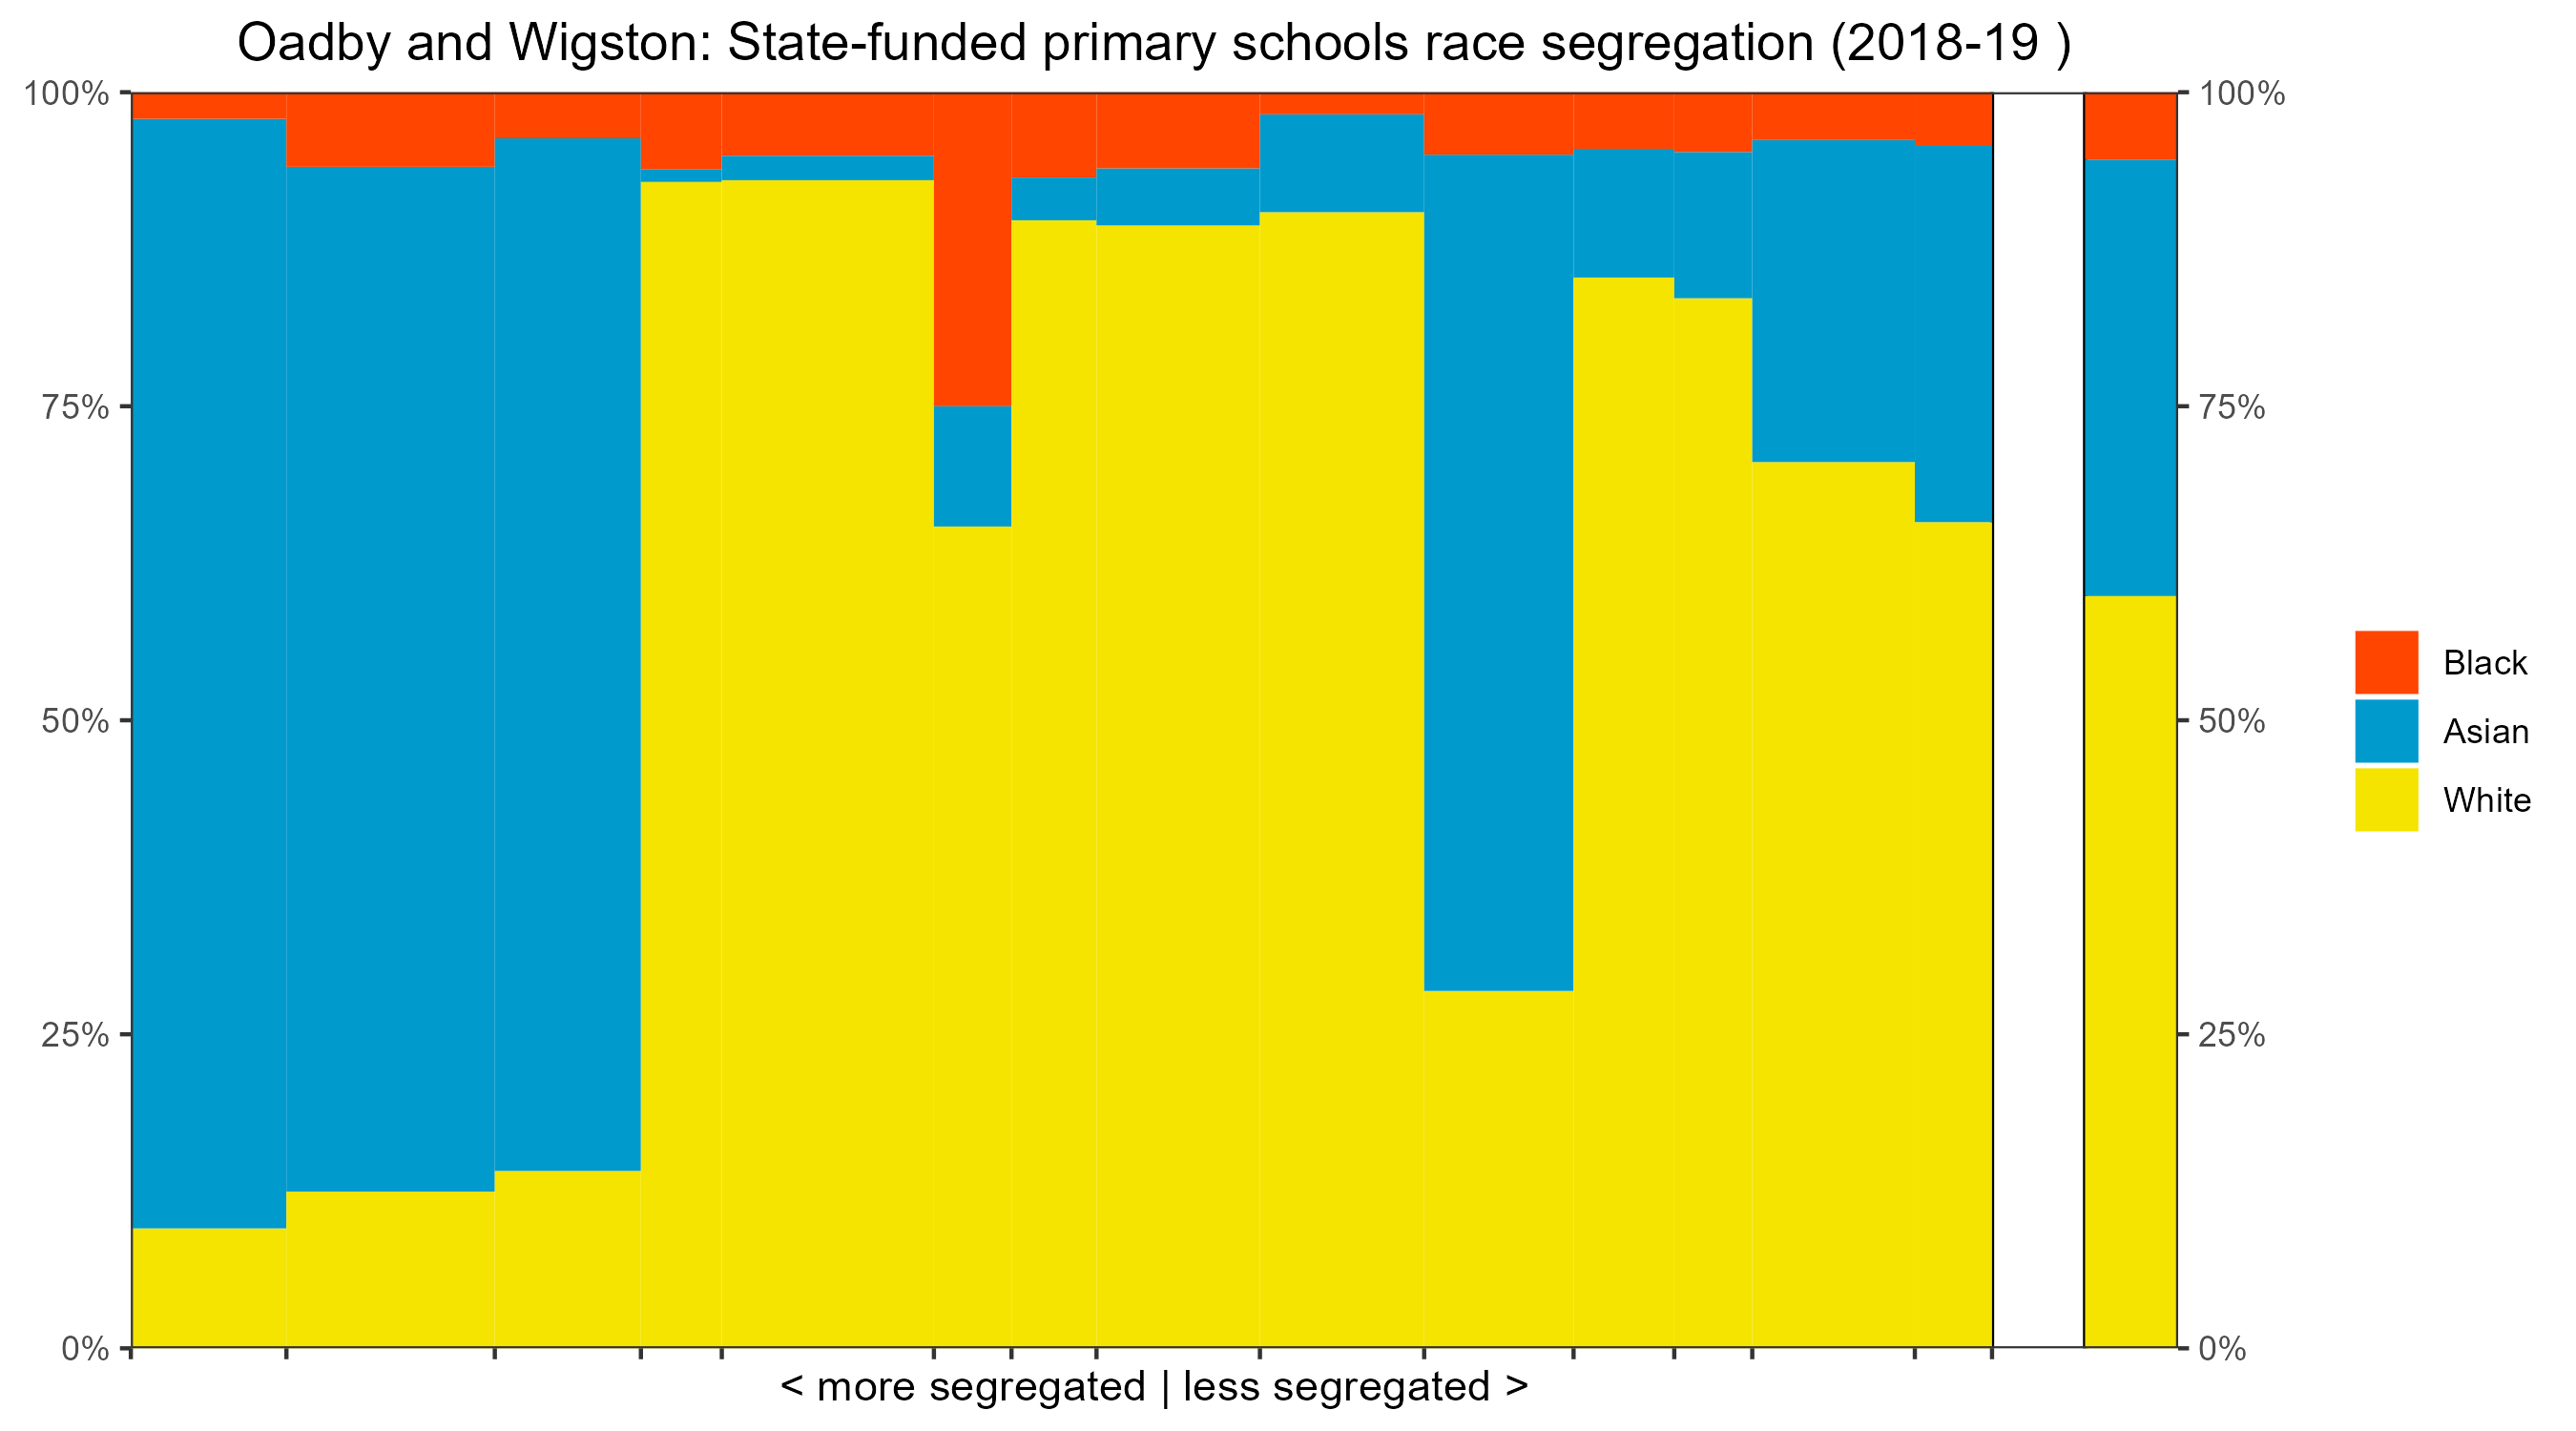 Oadby and Wigston: State-funded primary schools race segregation (2018-19 )
100%
75%
50%
25%
0%
100%
75%
50%
25%
0%
Black
Asian
White
< more segregated | less segregated >